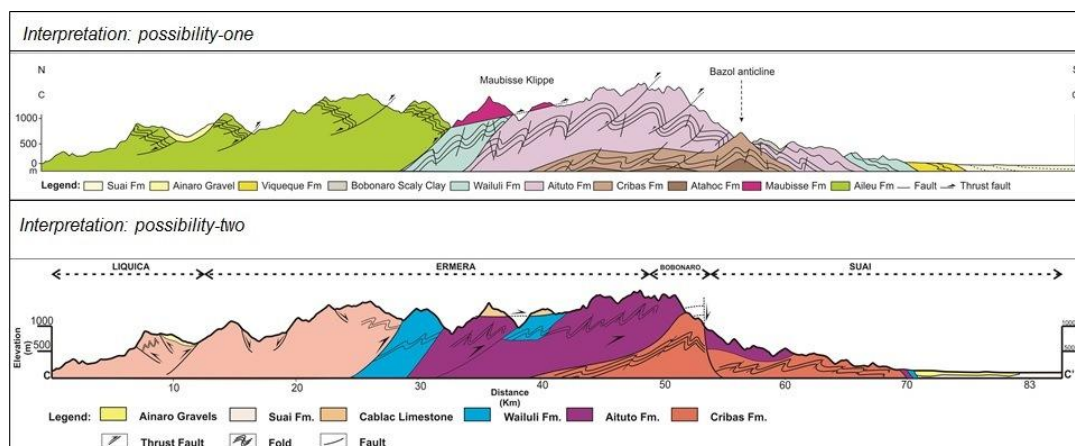 Interpretation: possibility-one
N
S
C
Maubisse Klippe
Bazol anticline
1000
500
0
m
Legend: Suai Fm Ainaro Gravel Viqueque Fm Bobonaro Scaly Clay Wailuli Fm Aituto Fm Cribas Fm Atahoc Fm Maubisse Fm Aileu Fm Fault Thrust fault
Interpretation: possibility-two
LIQUICA ERMERA BOBONARO SUAI
Elevation (m)
1000
500
C
1000
500
C'
10 20 30 40 50 60 70 83
Distance
(Km)
Legend: Ainaro Gravels Suai Fm. Cablac Limestone Wailuli Fm. Aituto Fm. Cribas Fm.
Thrust Fault Fold Fault